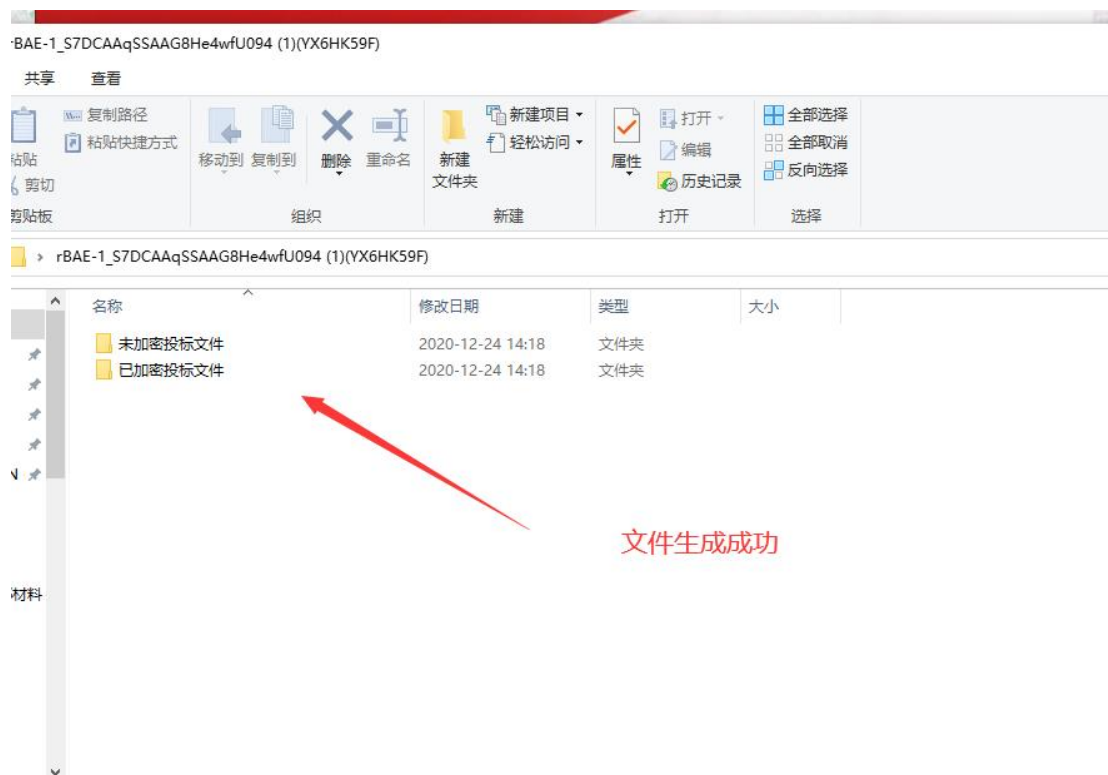 rBAE-1_S7DCAAqSSAAG8He4wfU094 (1)(YX6HK59F)
共享 查看
复制路径
粘贴快捷方式
粘贴
剪切
剪贴板
移动到 复制到 删除 重命名
组织
新建
文件夹
新建项目
轻松访问
新建
属性
打开
编辑
历史记录
打开
全部选择
全部取消
反向选择
选择
› rBAE-1_S7DCAAqSSAAG8He4wfU094 (1)(YX6HK59F)
名称 修改日期 类型 大小
未加密投标文件 2020-12-24 14:18 文件夹
已加密投标文件 2020-12-24 14:18 文件夹
N
文件生成成功
材料